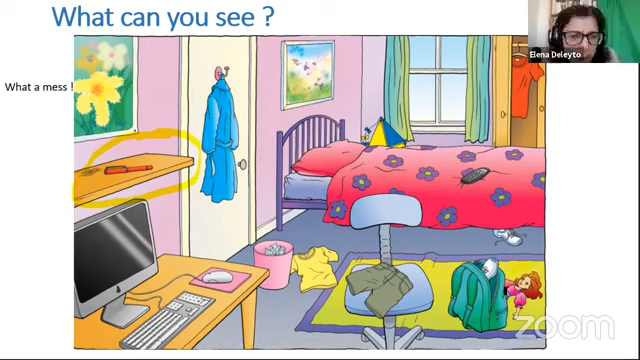 What can you see ?
Elena Deleyto
What a mess !
zoom